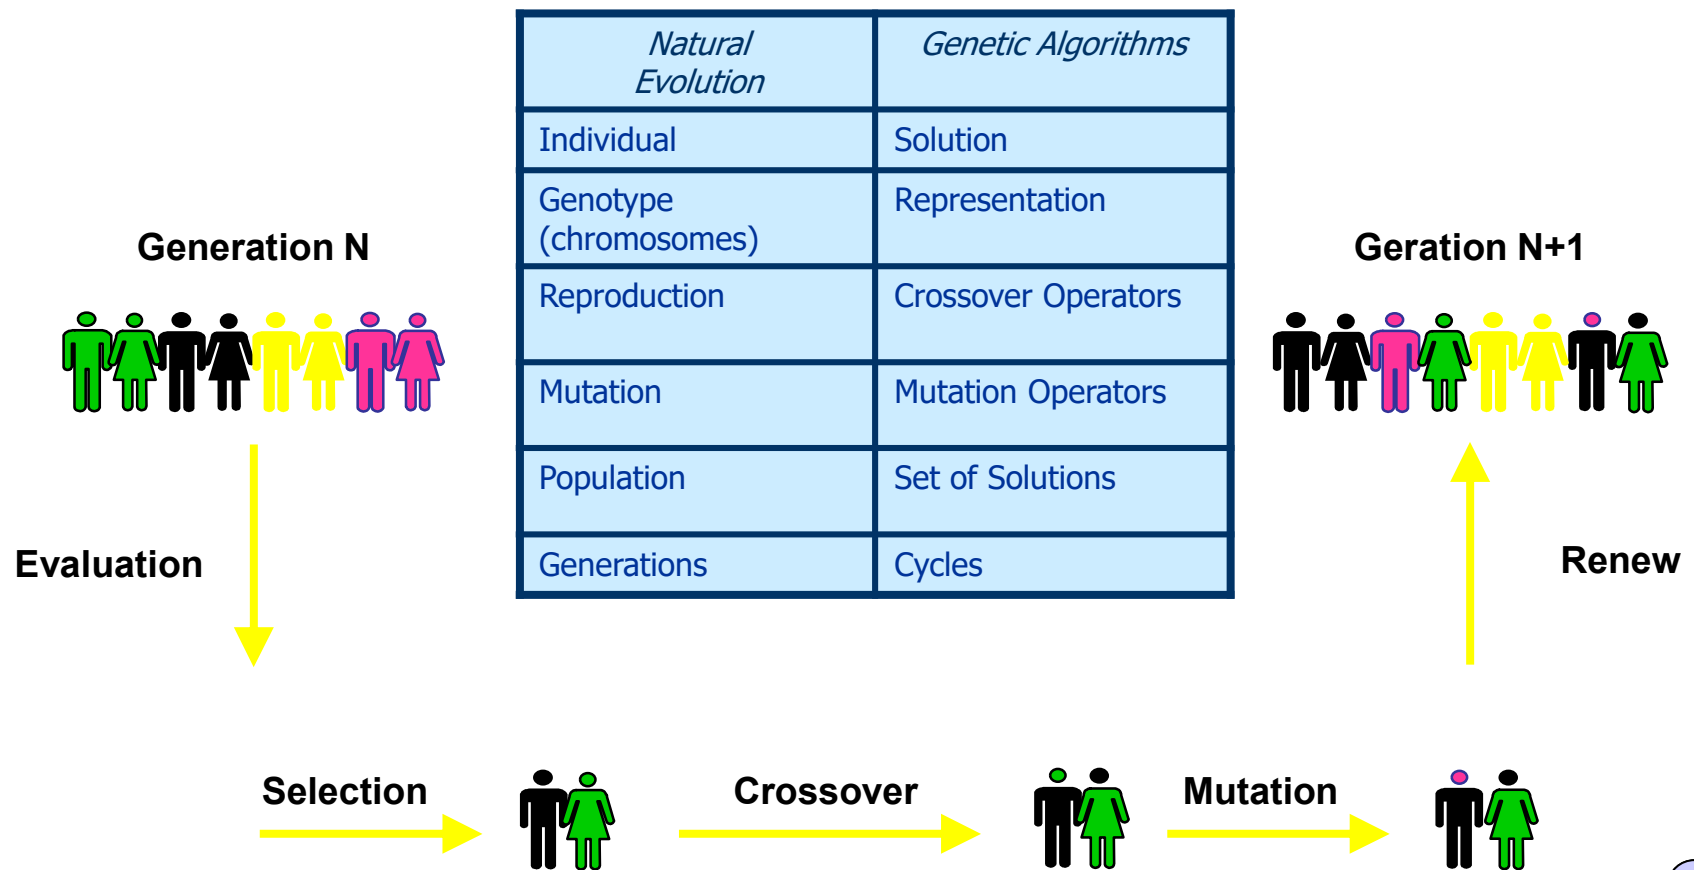 Natural
Evolution
Genetic Algorithms
Individual
Solution
Genotype
(chromosomes)
Representation
Reproduction
Crossover Operators
Mutation
Mutation Operators
Population
Set of Solutions
Generations
Cycles
Generation N
Geration N+1
Evaluation
Renew
Selection
Crossover
Mutation